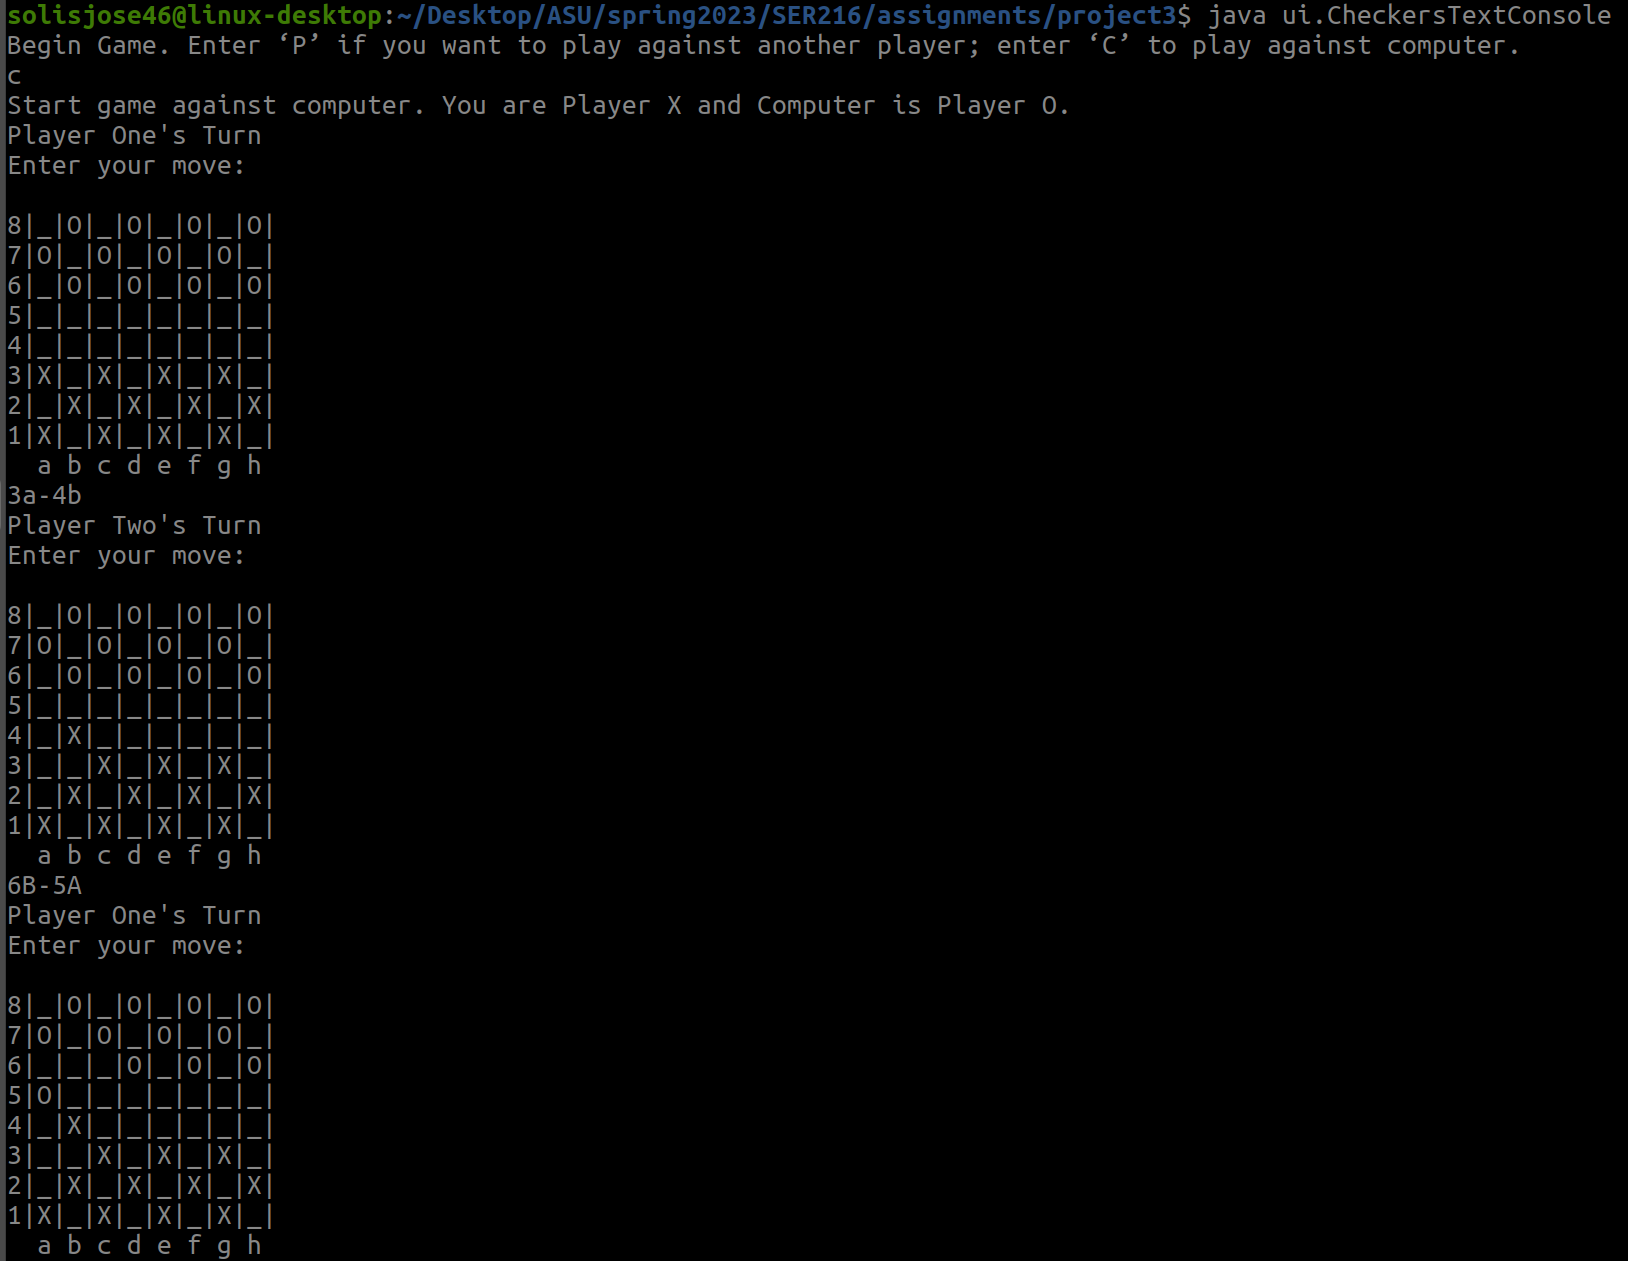 solisjose46@linux-desktop:~/Desktop/ASU/spring2023/SER216/assignments/project3$ java ui.CheckersTextConsole
Begin Game. Enter ‘P’ if you want to play against another player; enter ‘C’ to play against computer.
c
Start game against computer. You are Player X and Computer is Player O.
Player One's Turn
Enter your move:

8|_|O|_|O|_|O|_|O|
7|O|_|O|_|O|_|O|_|
6|_|O|_|O|_|O|_|O|
5|_|_|_|_|_|_|_|_|
4|_|_|_|_|_|_|_|_|
3|X|_|X|_|X|_|X|_|
2|_|X|_|X|_|X|_|X|
1|X|_|X|_|X|_|X|_|
  a b c d e f g h
3a-4b
Player Two's Turn
Enter your move:

8|_|O|_|O|_|O|_|O|
7|O|_|O|_|O|_|O|_|
6|_|O|_|O|_|O|_|O|
5|_|_|_|_|_|_|_|_|
4|_|X|_|_|_|_|_|_|
3|_|_|X|_|X|_|X|_|
2|_|X|_|X|_|X|_|X|
1|X|_|X|_|X|_|X|_|
  a b c d e f g h
6B-5A
Player One's Turn
Enter your move:

8|_|O|_|O|_|O|_|O|
7|O|_|O|_|O|_|O|_|
6|_|_|_|O|_|O|_|O|
5|O|_|_|_|_|_|_|_|
4|_|X|_|_|_|_|_|_|
3|_|_|X|_|X|_|X|_|
2|_|X|_|X|_|X|_|X|
1|X|_|X|_|X|_|X|_|
  a b c d e f g h